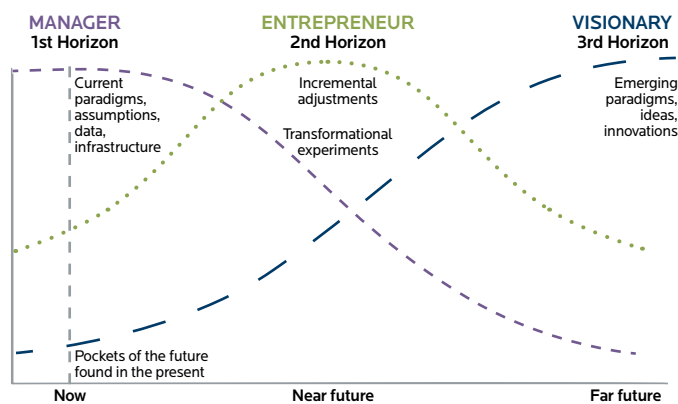 MANAGER
1st Horizon
ENTREPRENEUR
2nd Horizon
VISIONARY
3rd Horizon
Current
paradigms,
assumptions,
data,
infrastructure
Incremental
adjustments
Transformational
experiments
Emerging
paradigms,
ideas,
innovations
Pockets of the future
found in the present
Now
Near future
Far future